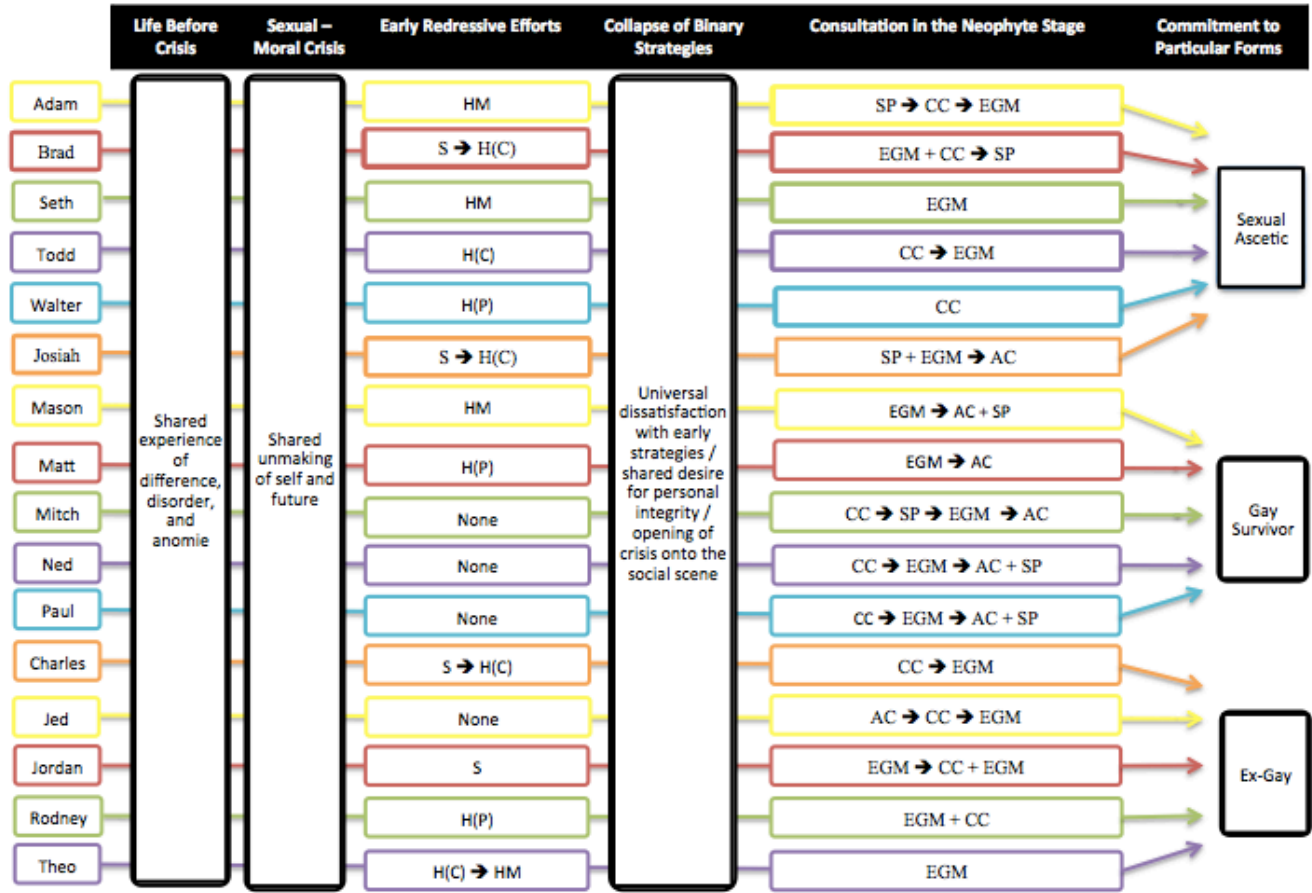 Life Before Crisis
Sexual – Moral Crisis
Early Redressive Efforts
Collapse of Binary Strategies
Consultation in the Neophyte Stage
Commitment to Particular Forms
Adam
HM
SP ➔ CC ➔ EGM
Brad
S ➔ H(C)
EGM + CC ➔ SP
Seth
HM
EGM
Todd
H(C)
CC ➔ EGM
Walter
H(P)
CC
Josiah
S ➔ H(C)
SP + EGM ➔ AC
Sexual
Ascetic
Mason
HM
EGM ➔ AC + SP
Matt
H(P)
EGM ➔ AC
Mitch
None
CC ➔ SP ➔ EGM ➔ AC
Ned
None
CC ➔ EGM ➔ AC + SP
Paul
None
CC ➔ EGM ➔ AC + SP
Gay
Survivor
Charles
S ➔ H(C)
CC ➔ EGM
Jed
None
AC ➔ CC ➔ EGM
Jordan
S
EGM ➔ CC + EGM
Rodney
H(P)
EGM + CC
Theo
H(C) ➔ HM
EGM
Ex-Gay
Shared
experience
of
difference,
disorder,
and
anomie
Shared
unmaking
of self and
future
Universal
dissatisfaction
with early
strategies /
shared desire
for personal
integrity /
opening of
crisis onto the
social scene